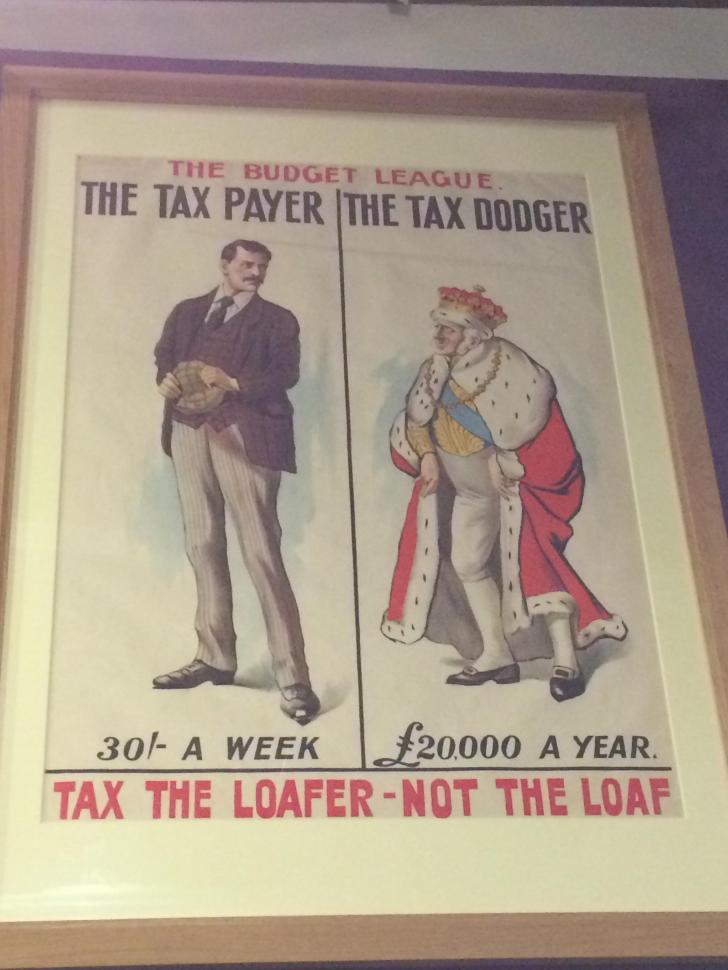 THE BUDGET LEAGUE.
THE TAX PAYER
THE TAX DODGER
30/- A WEEK
£20,000 A YEAR.
TAX THE LOAFER - NOT THE LOAF